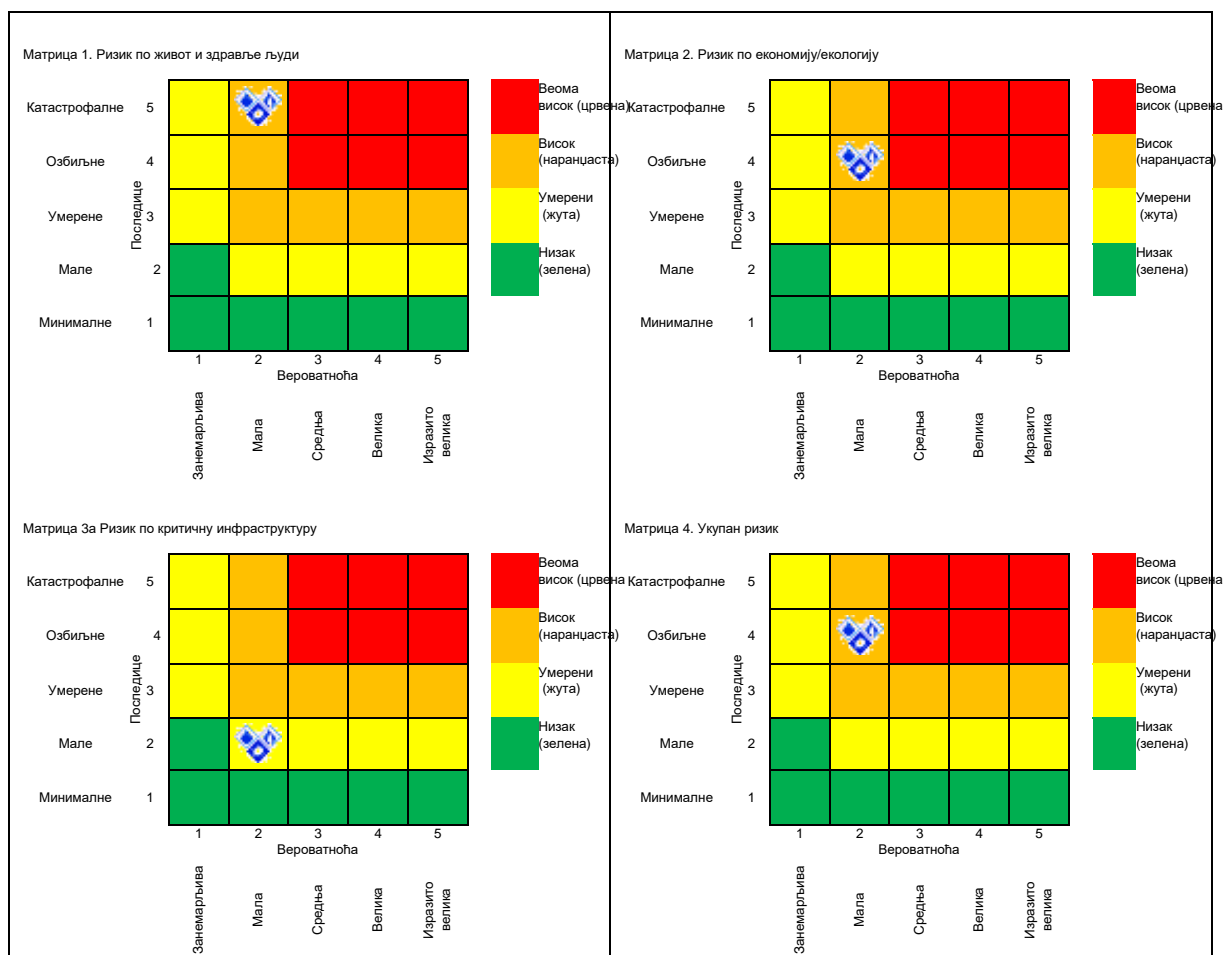 Матрица 1. Ризик по живот и здравље људи
Катастрофалне 5
Озбиљне 4
Умерене 3
Мале 2
Минималне 1
Последице
1 2 3 4 5
Вероватноћа
Занемарљива
Мала
Средња
Велика
Изразито
велика
Веома
висок (црвена)
Висок
(наранџаста)
Умерени
(жута)
Низак
(зелена)
Матрица 2. Ризик по економију/екологију
Катастрофалне 5
Озбиљне 4
Умерене 3
Мале 2
Минималне 1
Последице
1 2 3 4 5
Вероватноћа
Занемарљива
Мала
Средња
Велика
Изразито
велика
Веома
висок (црвена
Висок
(наранџаста)
Умерени
(жута)
Низак
(зелена)
Матрица 3а Ризик по критичну инфраструктуру
Катастрофалне 5
Озбиљне 4
Умерене 3
Мале 2
Минималне 1
Последице
1 2 3 4 5
Вероватноћа
Занемарљива
Мала
Средња
Велика
Изразито
велика
Веома
висок (црвена
Висок
(наранџаста)
Умерени
(жута)
Низак
(зелена)
Матрица 4. Укупан ризик
Катастрофалне 5
Озбиљне 4
Умерене 3
Мале 2
Минималне 1
Последице
1 2 3 4 5
Вероватноћа
Занемарљива
Мала
Средња
Велика
Изразито
велика
Веома
висок (црвена
Висок
(наранџаста)
Умерени
(жута)
Низак
(зелена)